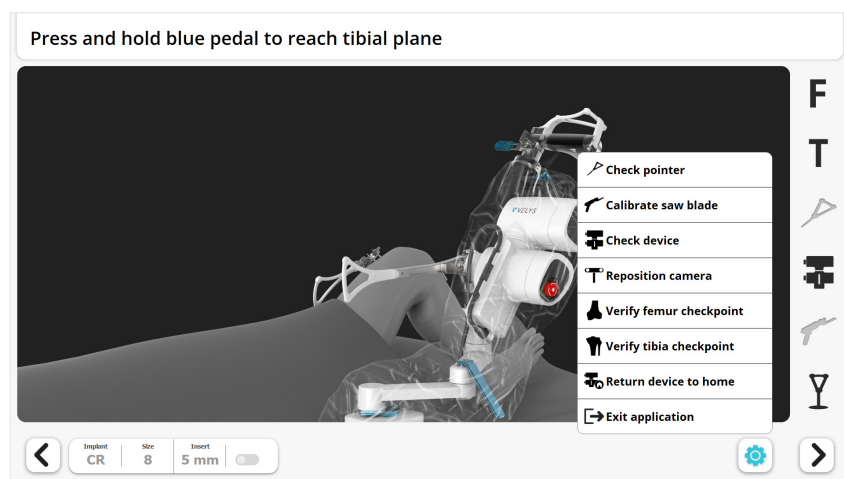 Press and hold blue pedal to reach tibial plane
F
T
VELYS
Check pointer
Calibrate saw blade
Check device
Reposition camera
Verify femur checkpoint
Verify tibia checkpoint
Return device to home
Exit application
Implant Size Insert
CR 8 5 mm